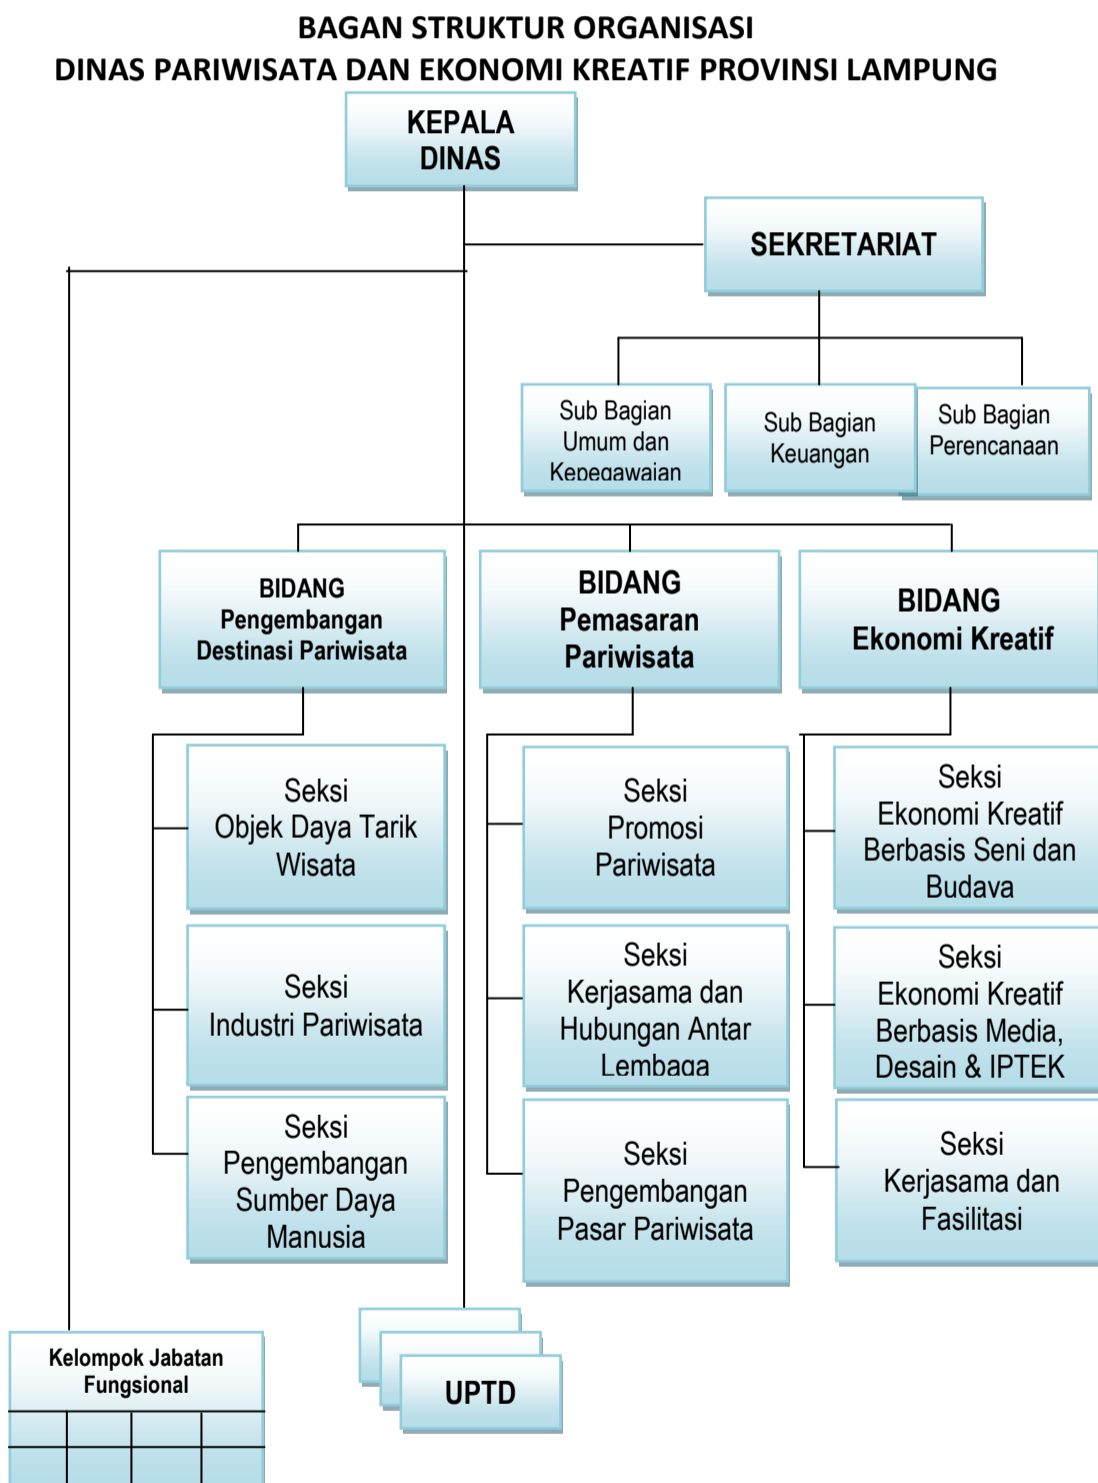 BAGAN STRUKTUR ORGANISASI
DINAS PARIWISATA DAN EKONOMI KREATIF PROVINSI LAMPUNG
KEPALA
DINAS
SEKRETARIAT
Sub Bagian
Umum dan
Kepegawaian
Sub Bagian
Keuangan
Sub Bagian
Perencanaan
BIDANG
Pengembangan
Destinasi Pariwisata
BIDANG
Pemasaran
Pariwisata
BIDANG
Ekonomi Kreatif
Seksi
Objek Daya Tarik
Wisata
Seksi
Industri Pariwisata
Seksi
Pengembangan
Sumber Daya
Manusia
Seksi
Promosi
Pariwisata
Seksi
Kerjasama dan
Hubungan Antar
Lembaga
Seksi
Pengembangan
Pasar Pariwisata
Seksi
Ekonomi Kreatif
Berbasis Seni dan
Budaya
Seksi
Ekonomi Kreatif
Berbasis Media,
Desain & IPTEK
Seksi
Kerjasama dan
Fasilitasi
Kelompok Jabatan
Fungsional
UPTD